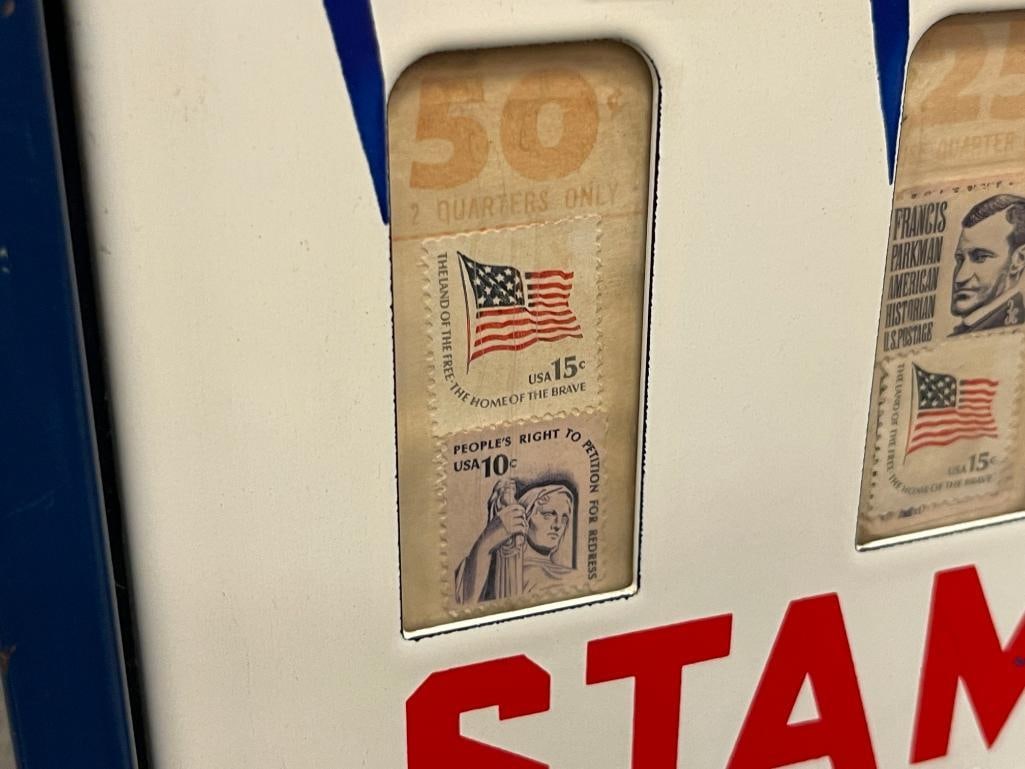 50¢
2 QUARTERS ONLY
THE LAND OF THE FREE · THE HOME OF THE BRAVE
USA 15c
PEOPLE'S RIGHT TO PETITION FOR REDRESS
USA 10c
25
QUARTER
FRANCIS
PARKMAN
AMERICAN
HISTORIAN
U.S. POSTAGE
THE LAND OF THE FREE · THE HOME OF THE BRAVE
USA 15c
STAM